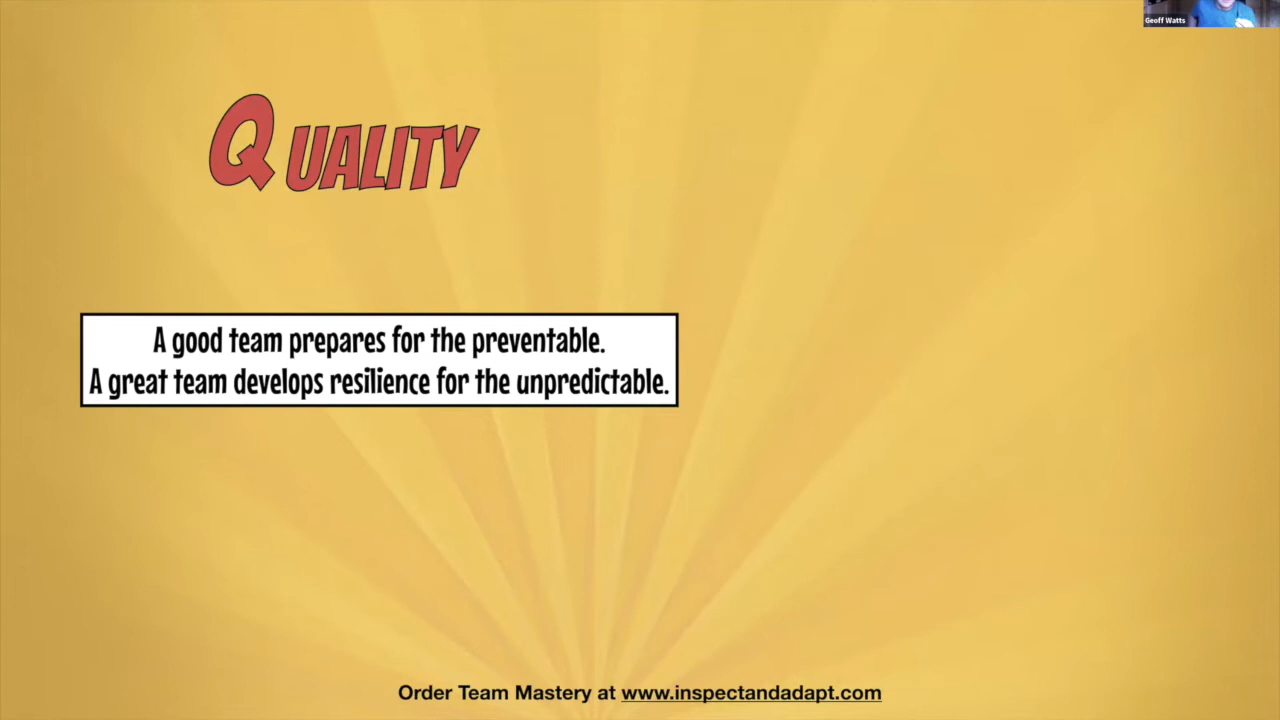 Geoff Watts
QUALITY
A good team prepares for the preventable.
A great team develops resilience for the unpredictable.
Order Team Mastery at www.inspectandadapt.com